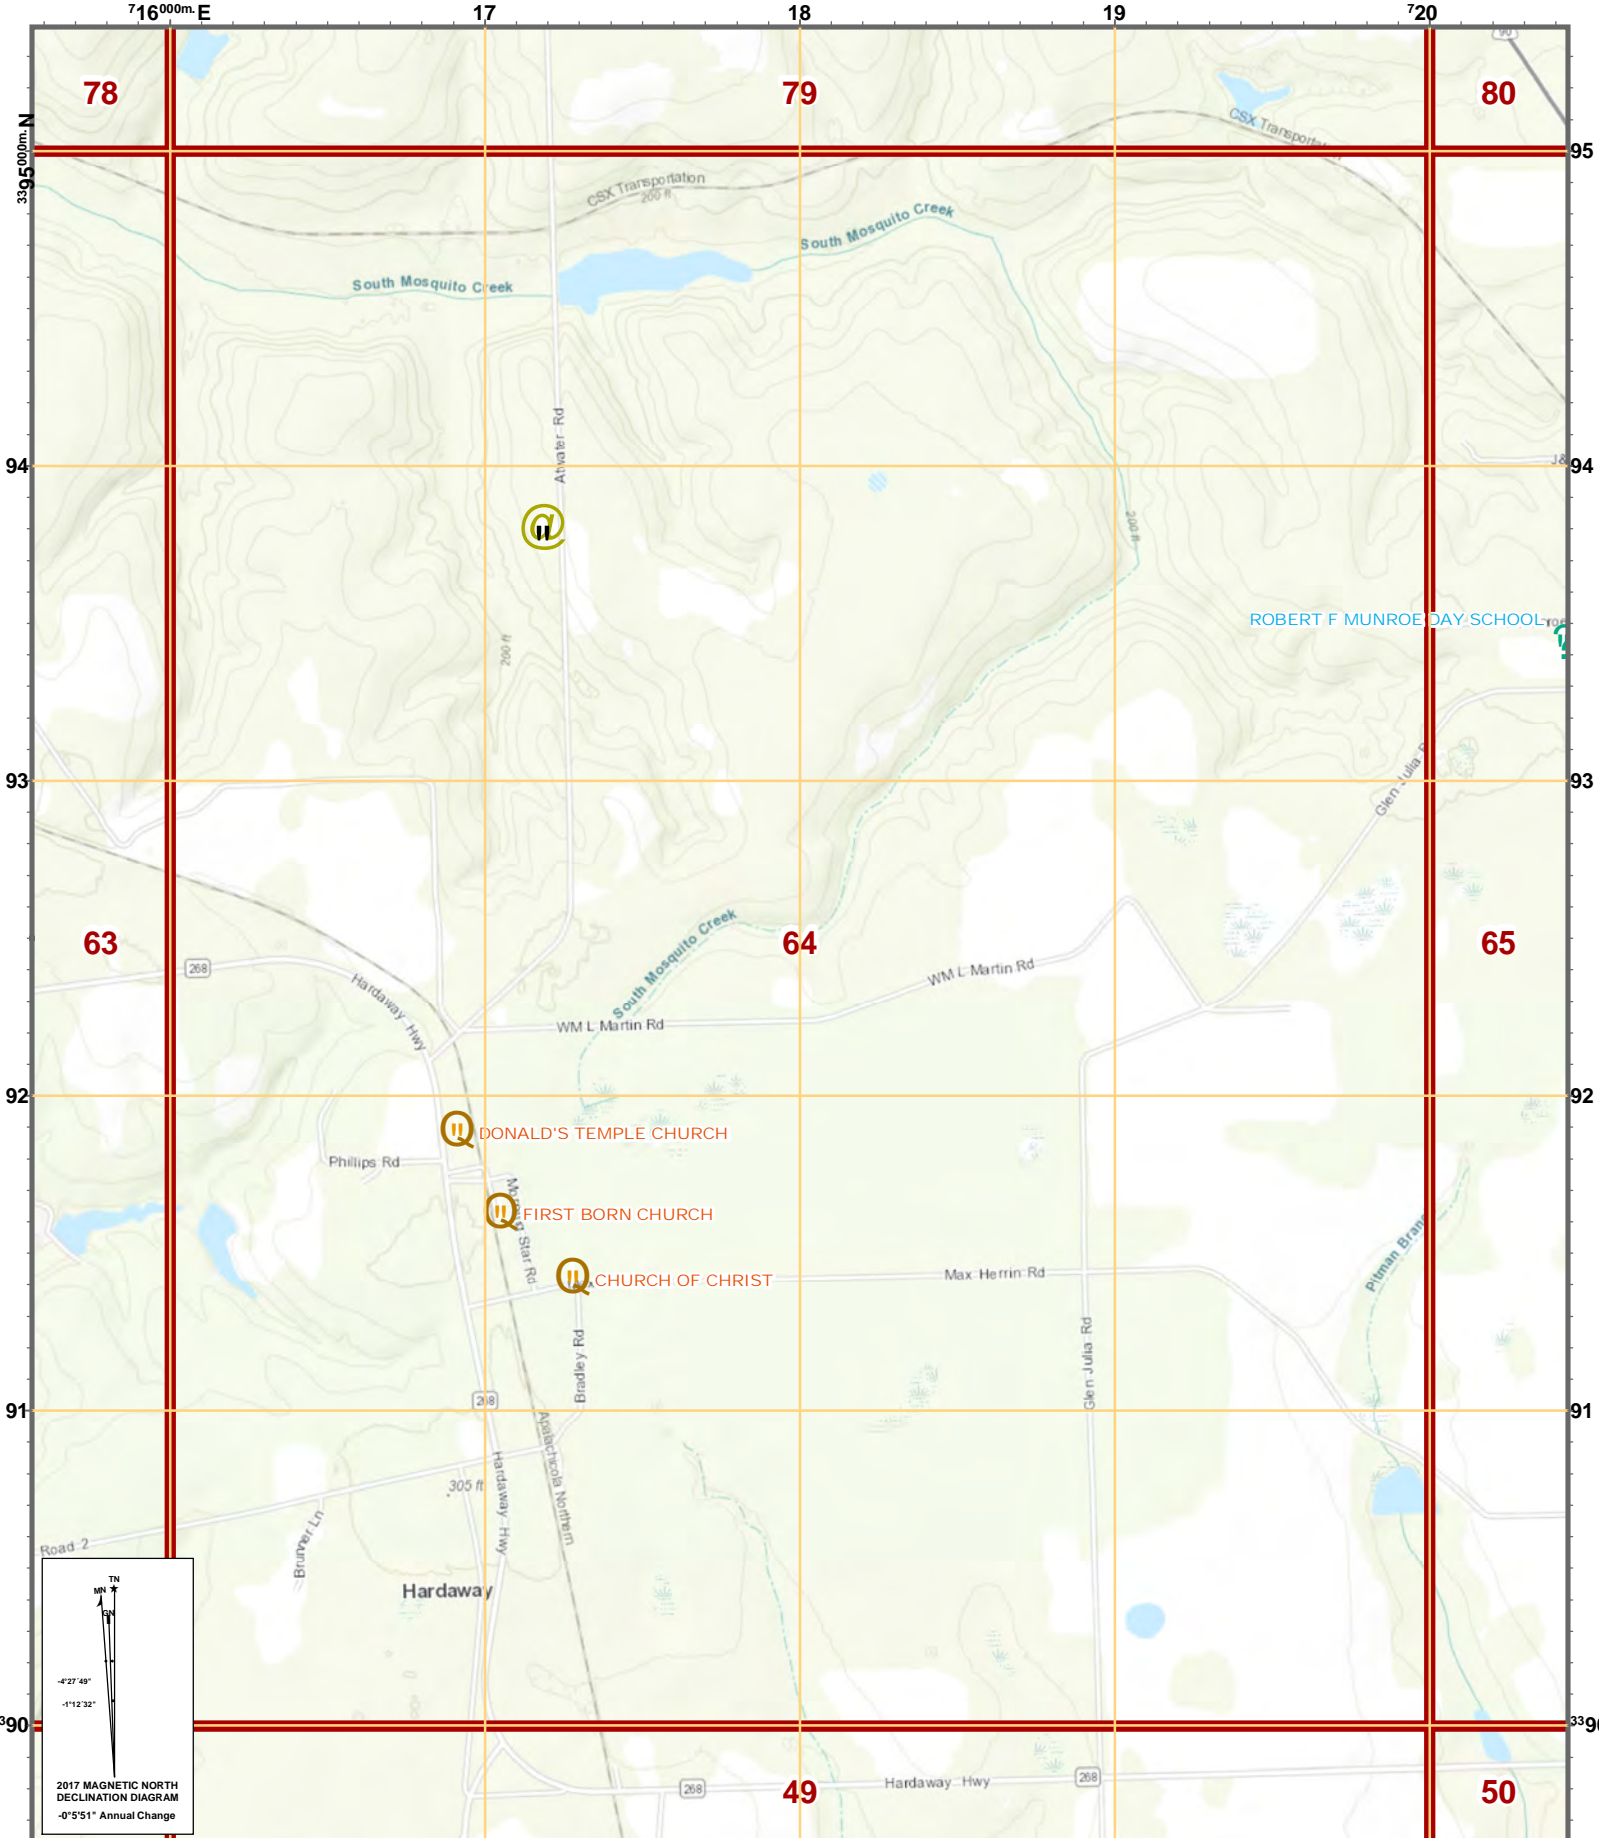 716000m. E 17 18 19 720
90
78 79 80
3395000m. N
95
CSX Transportation
CSX Transportation
200 ft
South Mosquito Creek
South Mosquito Creek
Atwater Rd
94 94
J&
@
200 ft
ROBERT F MUNROE DAY SCHOOL
200 ft
93 93
Glen Julia R
63 64 65
South Mosquito Creek
268
Hardaway Hwy
WM L Martin Rd
WM L Martin Rd
92 92
DONALD'S TEMPLE CHURCH
Phillips Rd
Morning Star Rd
FIRST BORN CHURCH
CHURCH OF CHRIST
Max Herrin Rd
Pitman Branc
Bradley Rd
Glen Julia Rd
268
91 91
Apalachicola Northern
Hardaway Hwy
305 ft
Brunner Ln
Road 2
Hardaway
TN
MN
GN
-4°27'49"
-1°12'32"
2017 MAGNETIC NORTH
DECLINATION DIAGRAM
-0°5'51" Annual Change
3390 339
268
49
Hardaway Hwy
268
50